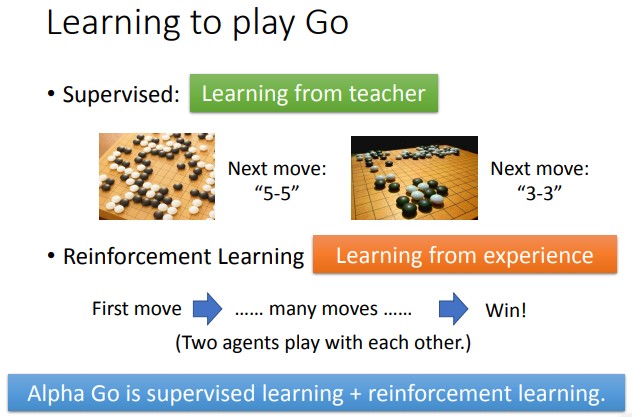 Learning to play Go
• Supervised: Learning from teacher
Next move: “5-5”
Next move: “3-3”
• Reinforcement Learning Learning from experience
First move …… many moves …… Win!
(Two agents play with each other.)
Alpha Go is supervised learning + reinforcement learning.